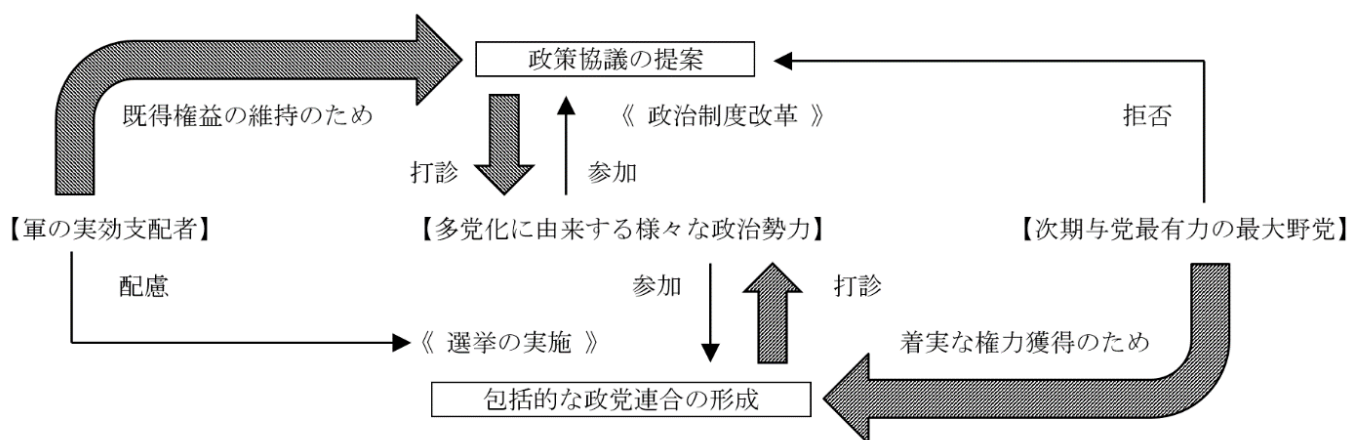 政策協議の提案
既得権益の維持のため
《 政治制度改革 》
拒否
打診
参加
【軍の実効支配者】
【多党化に由来する様々な政治勢力】
【次期与党最有力の最大野党】
配慮
参加
打診
《 選挙の実施 》
着実な権力獲得のため
包括的な政党連合の形成